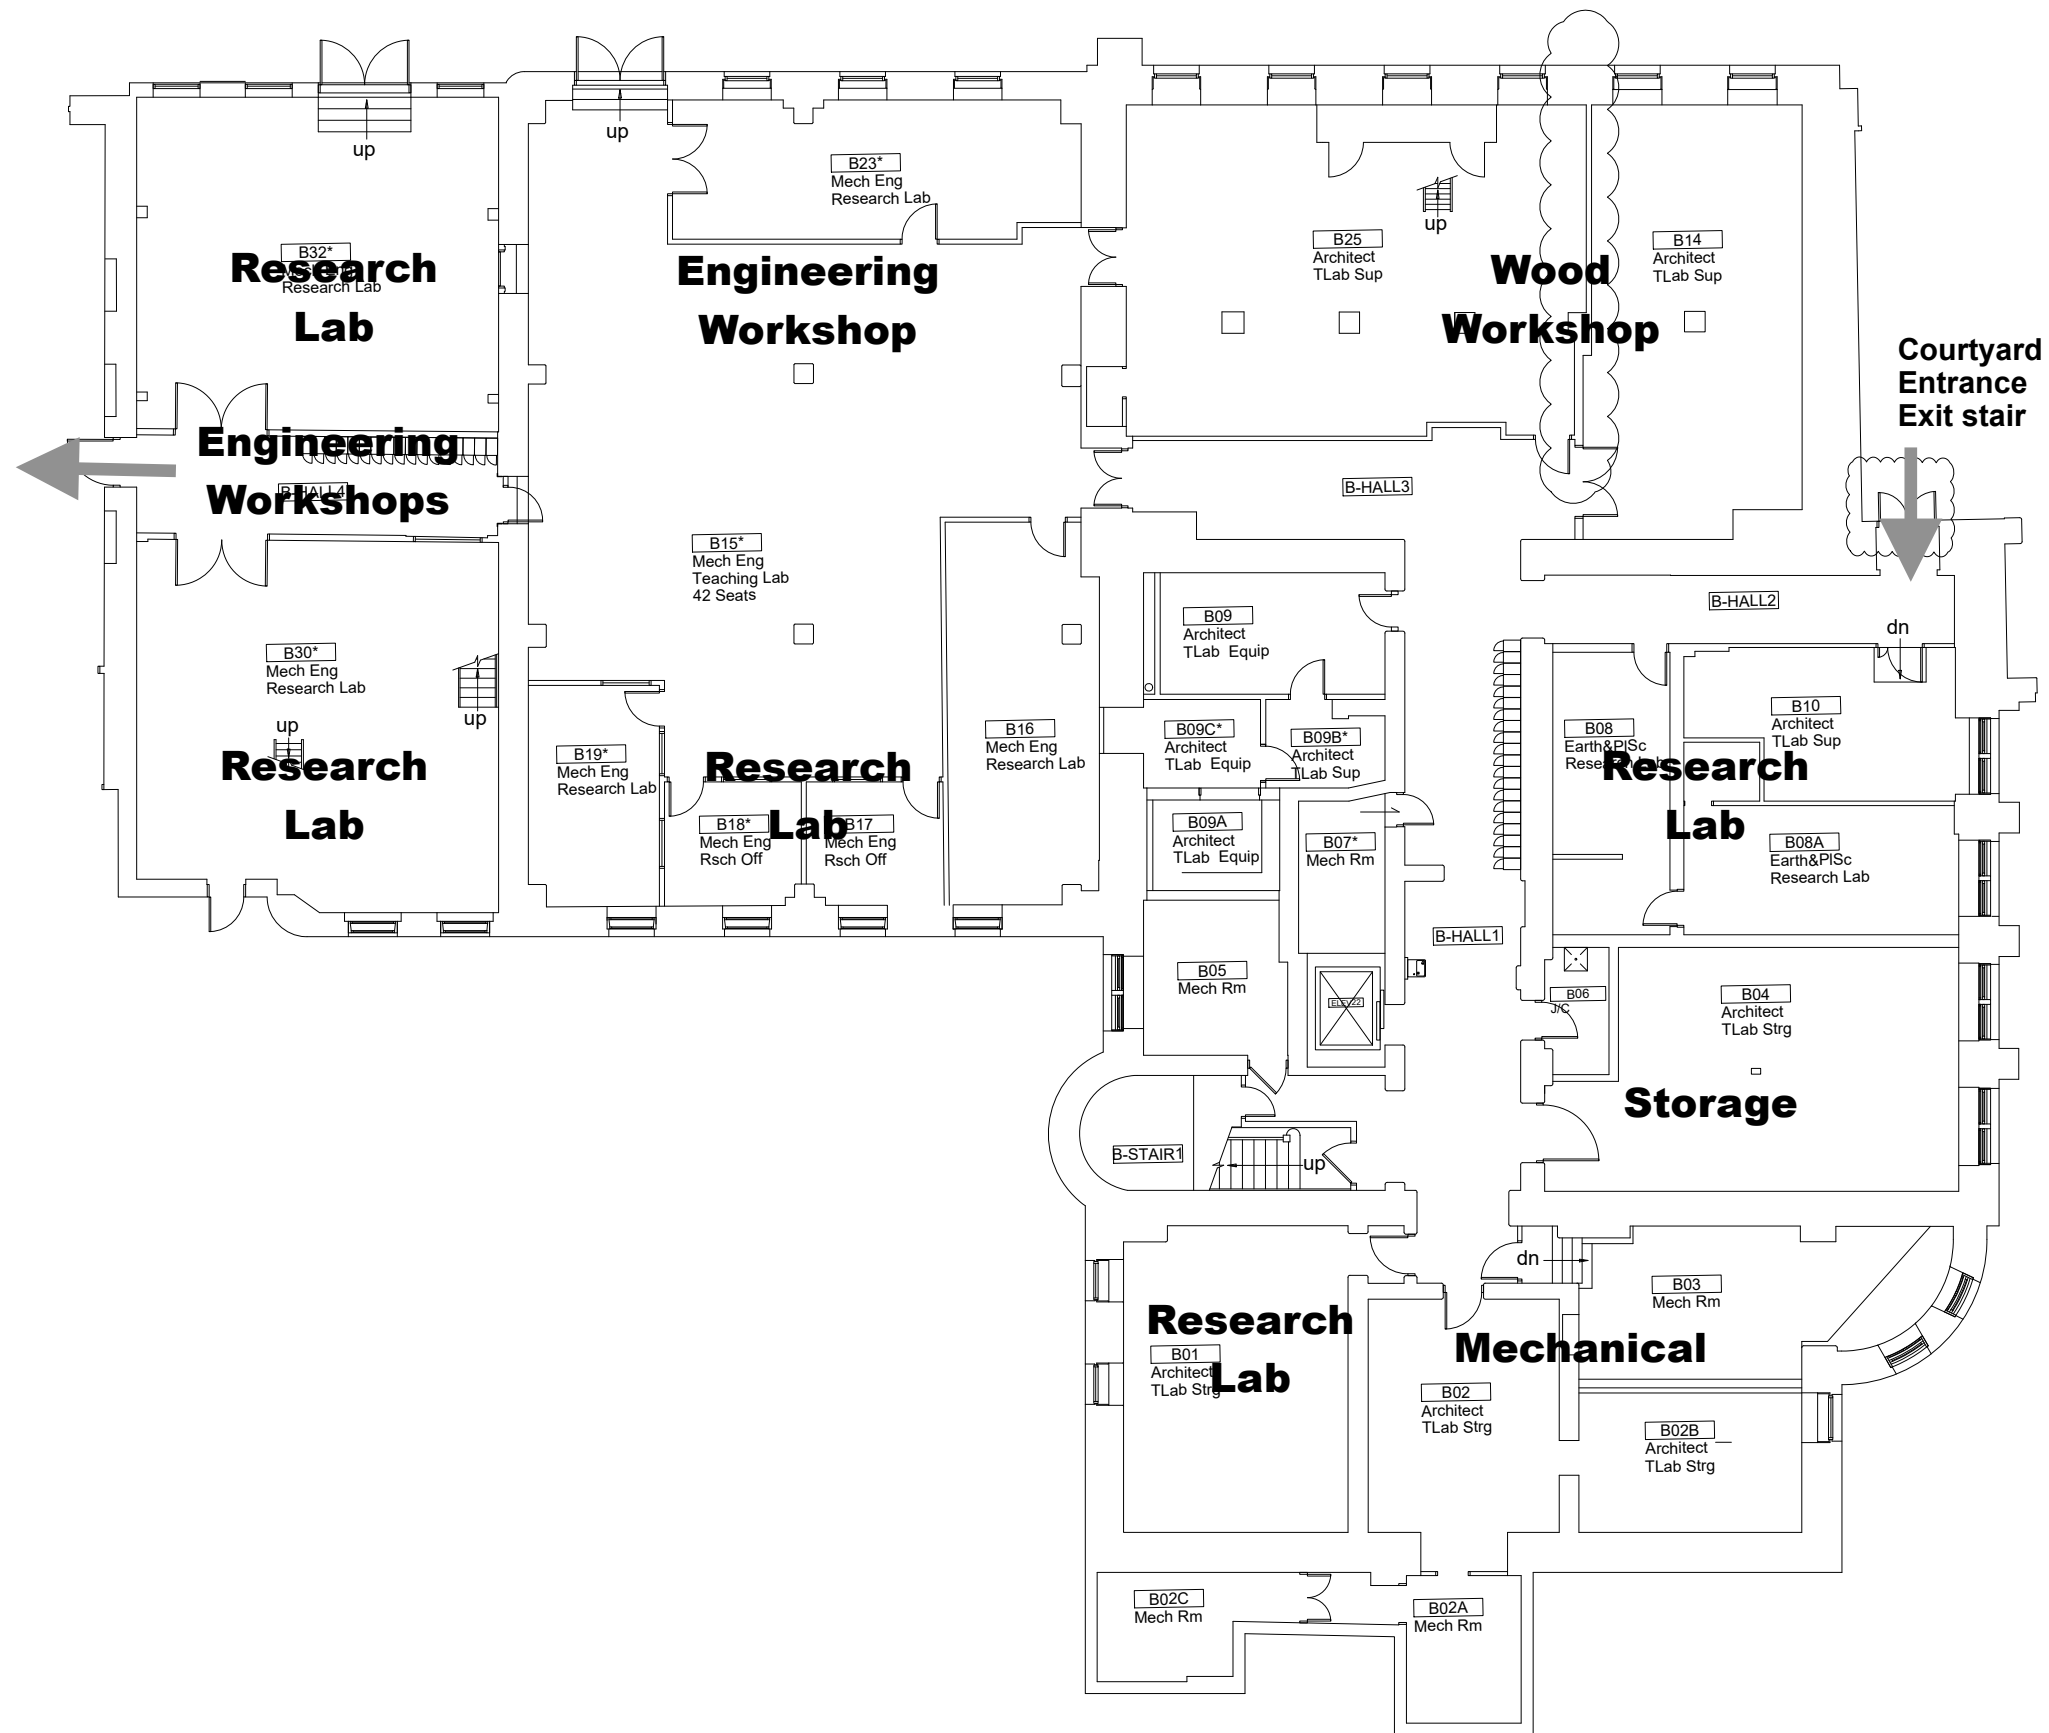 up
up
B23*
Mech Eng
Research Lab
B32*
Research Lab
Research
Lab
Engineering
Workshop
B25
Architect
TLab Sup
up
Wood
Workshop
B14
Architect
TLab Sup
Courtyard
Entrance
Exit stair
Engineering
Workshops
B-HALL4
B-HALL3
B15*
Mech Eng
Teaching Lab
42 Seats
B-HALL2
dn
B09
Architect
TLab Equip
B30*
Mech Eng
Research Lab
up
up
Research
Lab
B19*
Mech Eng
Research Lab
Research
Lab
B18*
Mech Eng
Rsch Off
B17
Mech Eng
Rsch Off
B16
Mech Eng
Research Lab
B09C*
Architect
TLab Equip
B09B*
Architect
TLab Sup
B08
Earth&PlSc
Research Lab
B10
Architect
TLab Sup
Research
Lab
B09A
Architect
TLab Equip
B07*
Mech Rm
B08A
Earth&PlSc
Research Lab
B-HALL1
B05
Mech Rm
ELEV22
B06
J/C
B04
Architect
TLab Strg
Storage
B-STAIR1
up
dn
B03
Mech Rm
Research
Lab
B01
Architect
TLab Strg
Mechanical
B02
Architect
TLab Strg
B02B
Architect
TLab Strg
B02C
Mech Rm
B02A
Mech Rm